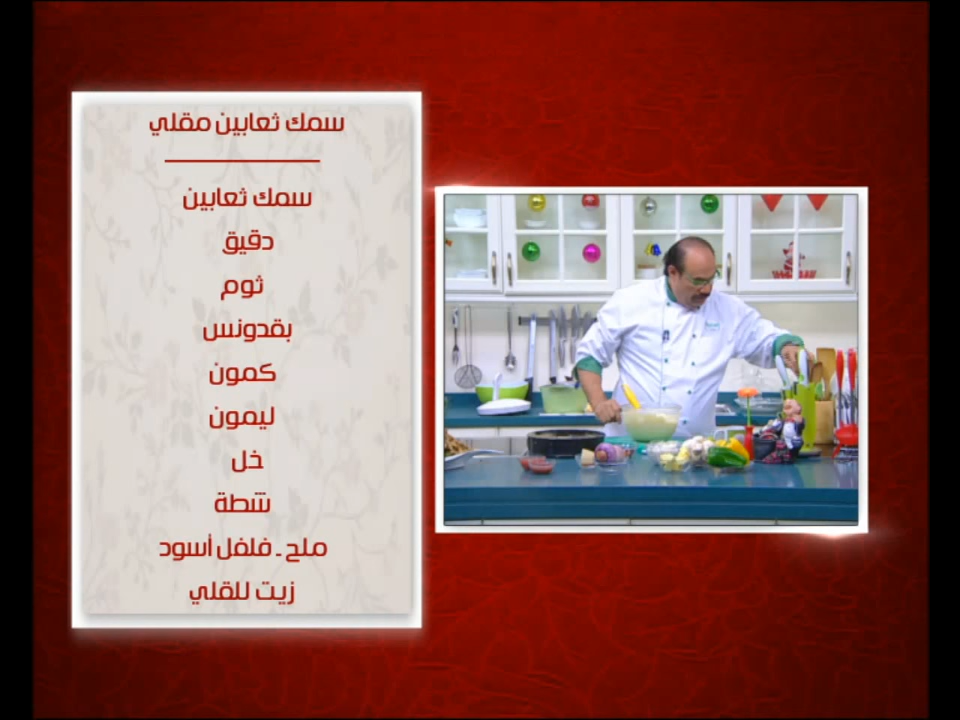 سمك ثعابين مقلي
سمك ثعابين
دقيق
ثوم
بقدونس
كمون
ليمون
خل
شطة
ملح - فلفل أسود
زيت للقلي